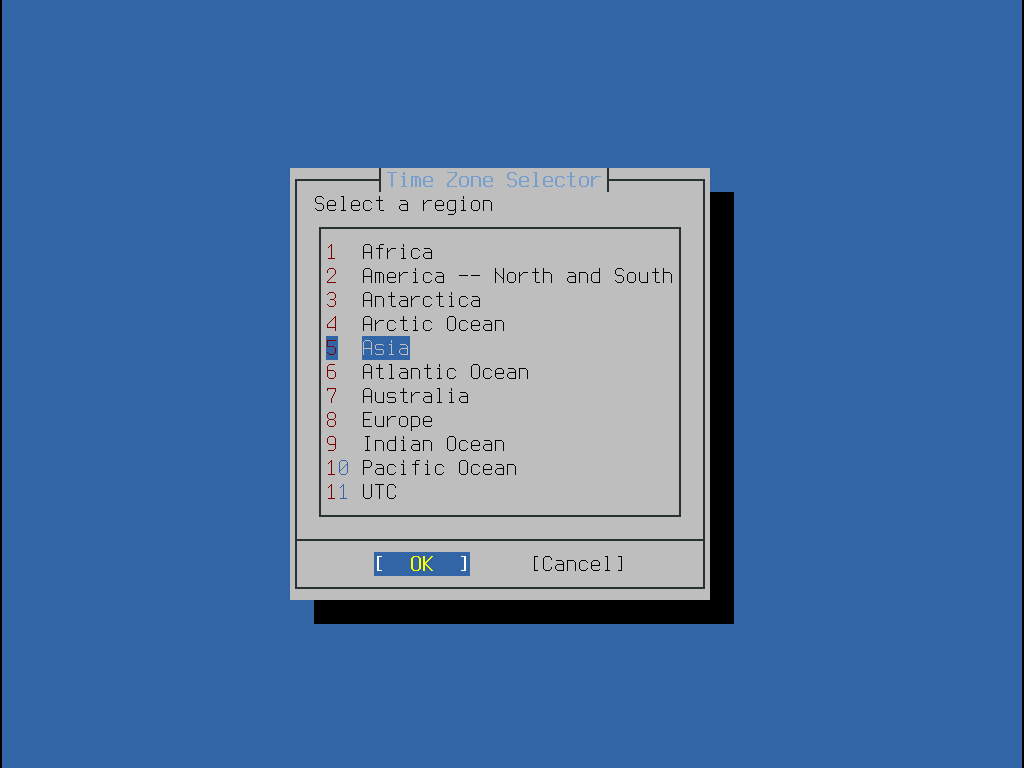 Time Zone Selector
Select a region
1 Africa
2 America -- North and South
3 Antarctica
4 Arctic Ocean
5 Asia
6 Atlantic Ocean
7 Australia
8 Europe
9 Indian Ocean
10 Pacific Ocean
11 UTC
[ OK ] [Cancel]